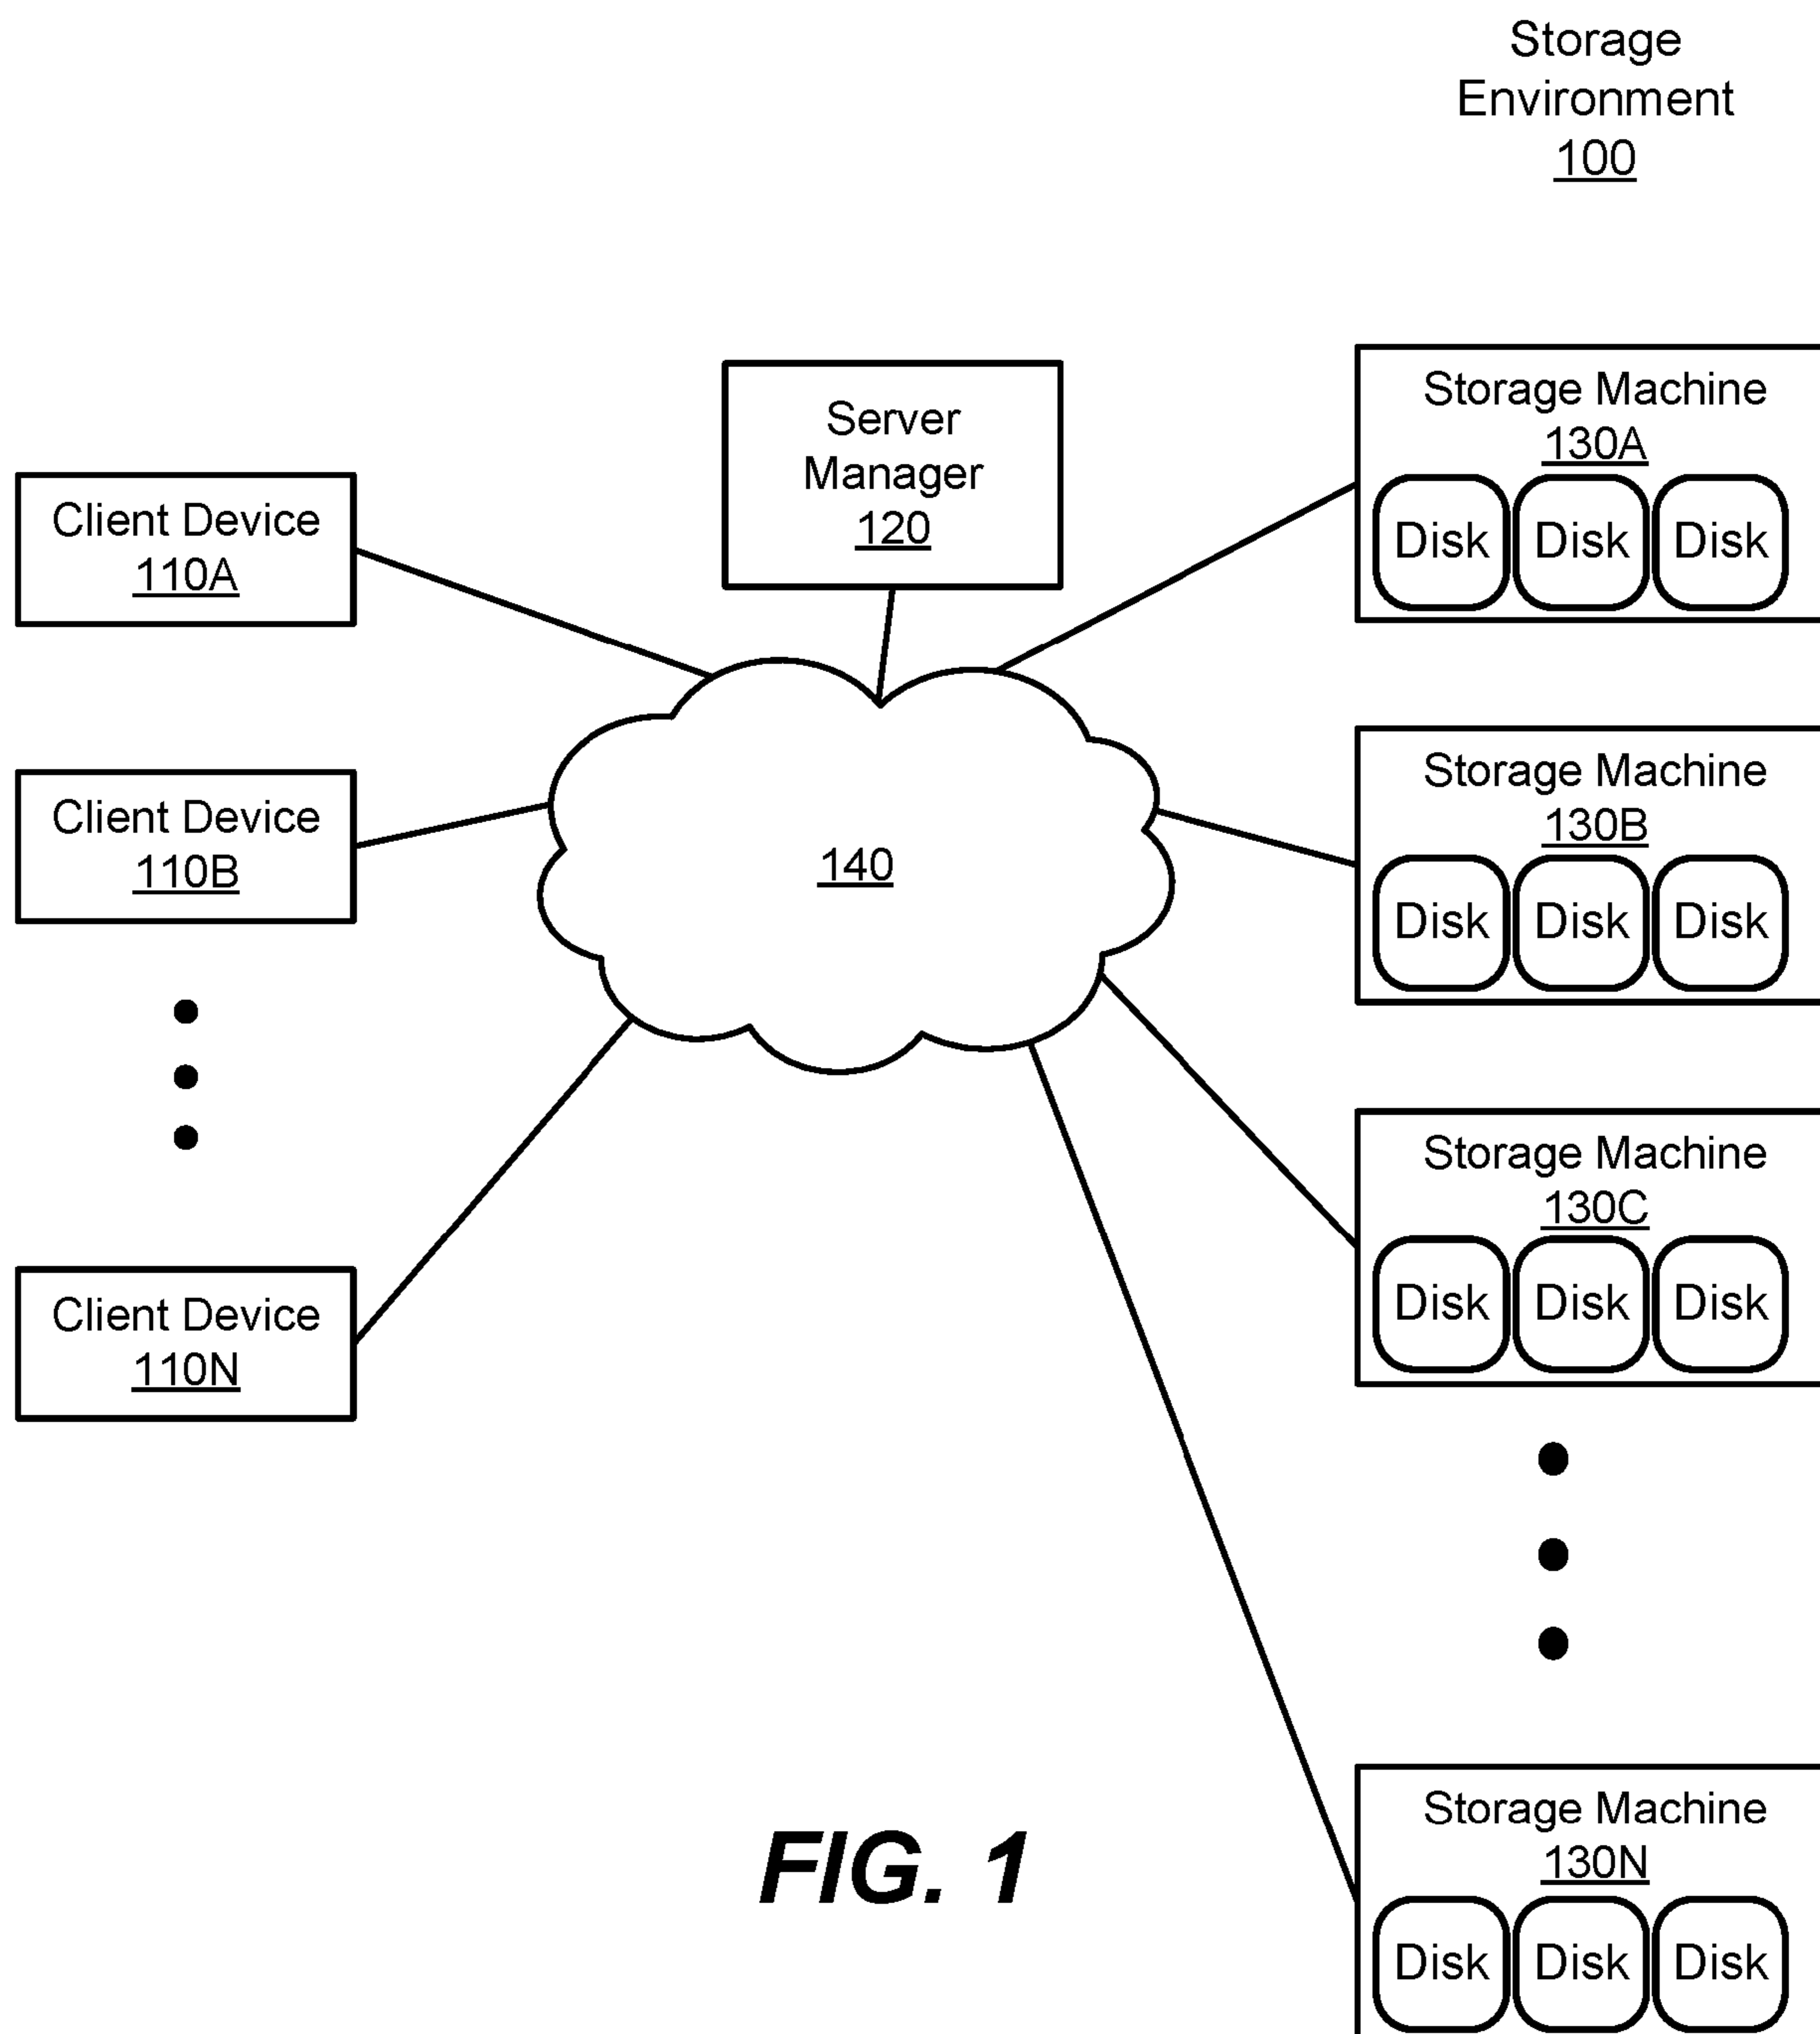 Storage
Environment
100
Server
Manager
120
Client Device
110A
Client Device
110B
Client Device
110N
140
Storage Machine
130A
Disk Disk Disk
Storage Machine
130B
Disk Disk Disk
Storage Machine
130C
Disk Disk Disk
Storage Machine
130N
Disk Disk Disk
FIG. 1